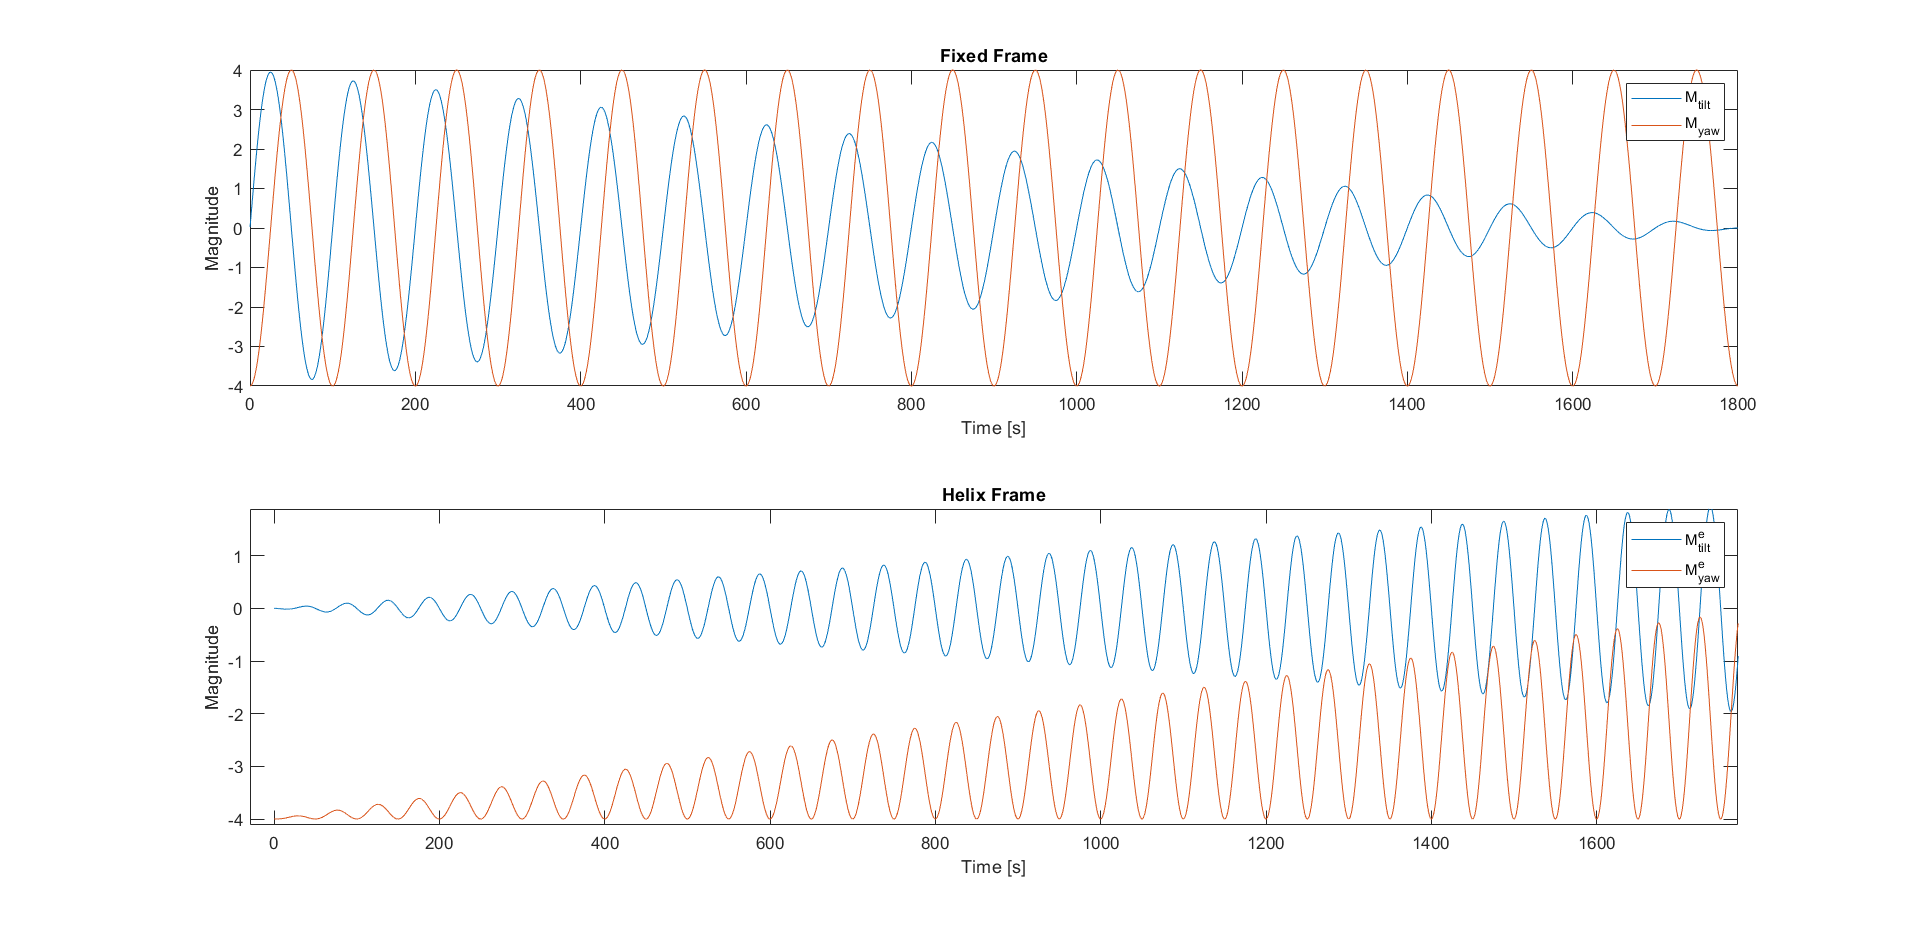 Fixed Frame
Magnitude
4
3
2
1
0
-1
-2
-3
-4
M_tilt
M_yaw
0 200 400 600 800 1000 1200 1400 1600 1800
Time [s]
Helix Frame
Magnitude
1
0
-1
-2
-3
-4
M^e_tilt
M^e_yaw
0 200 400 600 800 1000 1200 1400 1600
Time [s]